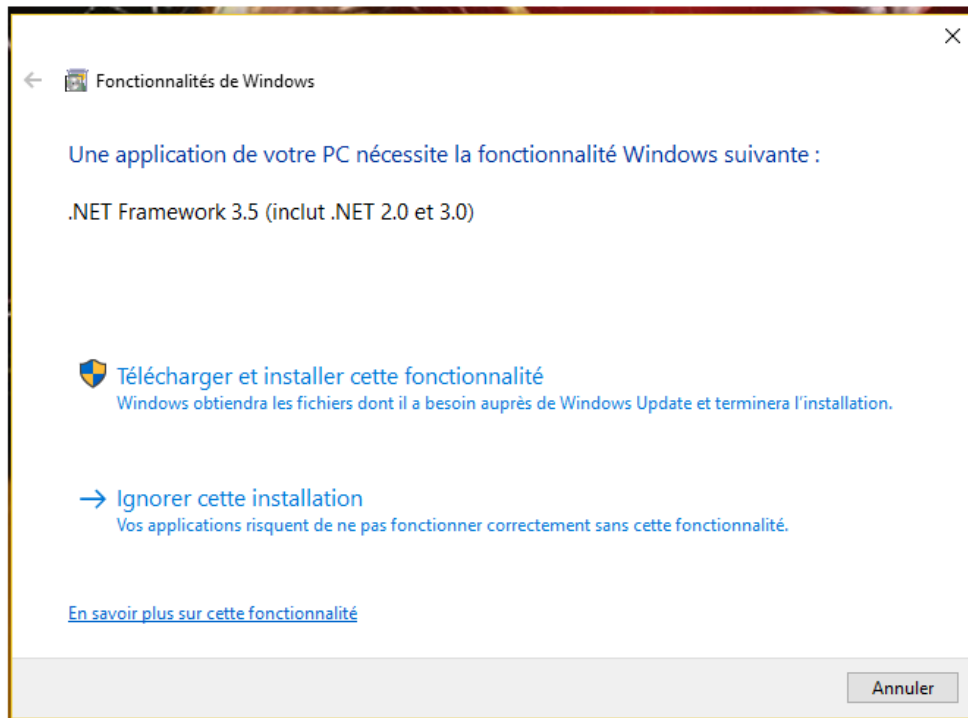 Fonctionnalités de Windows
Une application de votre PC nécessite la fonctionnalité Windows suivante :
.NET Framework 3.5 (inclut .NET 2.0 et 3.0)
Télécharger et installer cette fonctionnalité
Windows obtiendra les fichiers dont il a besoin auprès de Windows Update et terminera l’installation.
Ignorer cette installation
Vos applications risquent de ne pas fonctionner correctement sans cette fonctionnalité.
En savoir plus sur cette fonctionnalité
Annuler